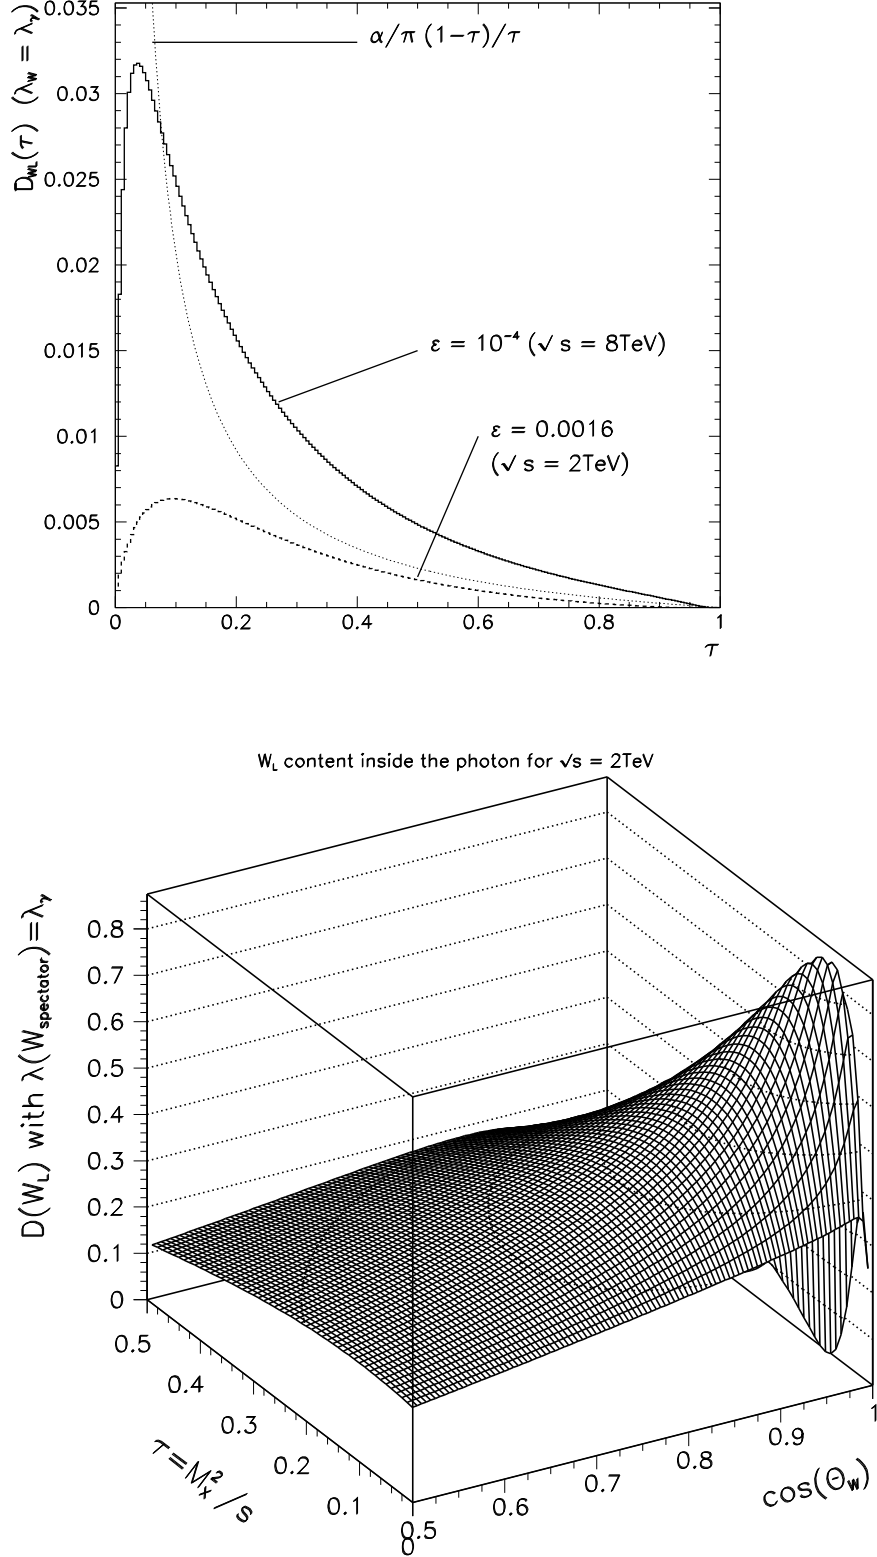 D_WL(τ) (λ_W = λ_γ)
0.035
0.03
0.025
0.02
0.015
0.01
0.005
0
α/π (1−τ)/τ
ε = 10⁻⁴ (√s = 8TeV)
ε = 0.0016
(√s = 2TeV)
0 0.2 0.4 0.6 0.8 1
τ
W_L content inside the photon for √s = 2TeV
D(W_L) with λ(W_spectator)=λ_γ
0.8
0.7
0.6
0.5
0.4
0.3
0.2
0.1
0
0.5
0.4
0.3
0.2
0.1
0
τ=M_x²/s
0.5
0.6
0.7
0.8
0.9
1
cos(Θ_W)